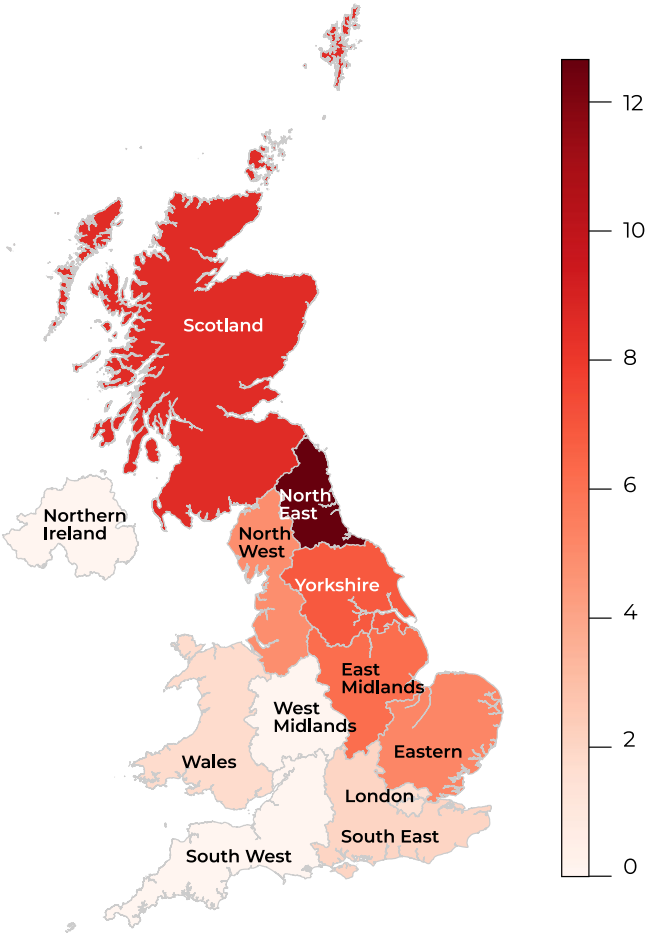 12
10
8
6
4
2
0
Scotland
North
East
Northern
Ireland
North
West
Yorkshire
East
Midlands
West
Midlands
Eastern
Wales
London
South East
South West